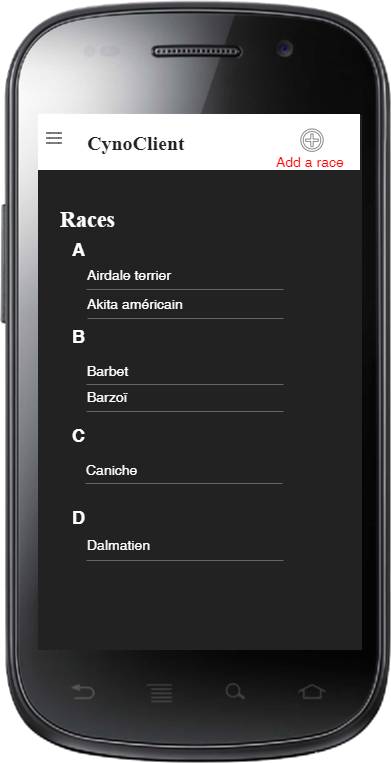 CynoClient
Add a race
Races
A
Airdale terrier
Akita américain
B
Barbet
Barzoï
C
Caniche
D
Dalmatien